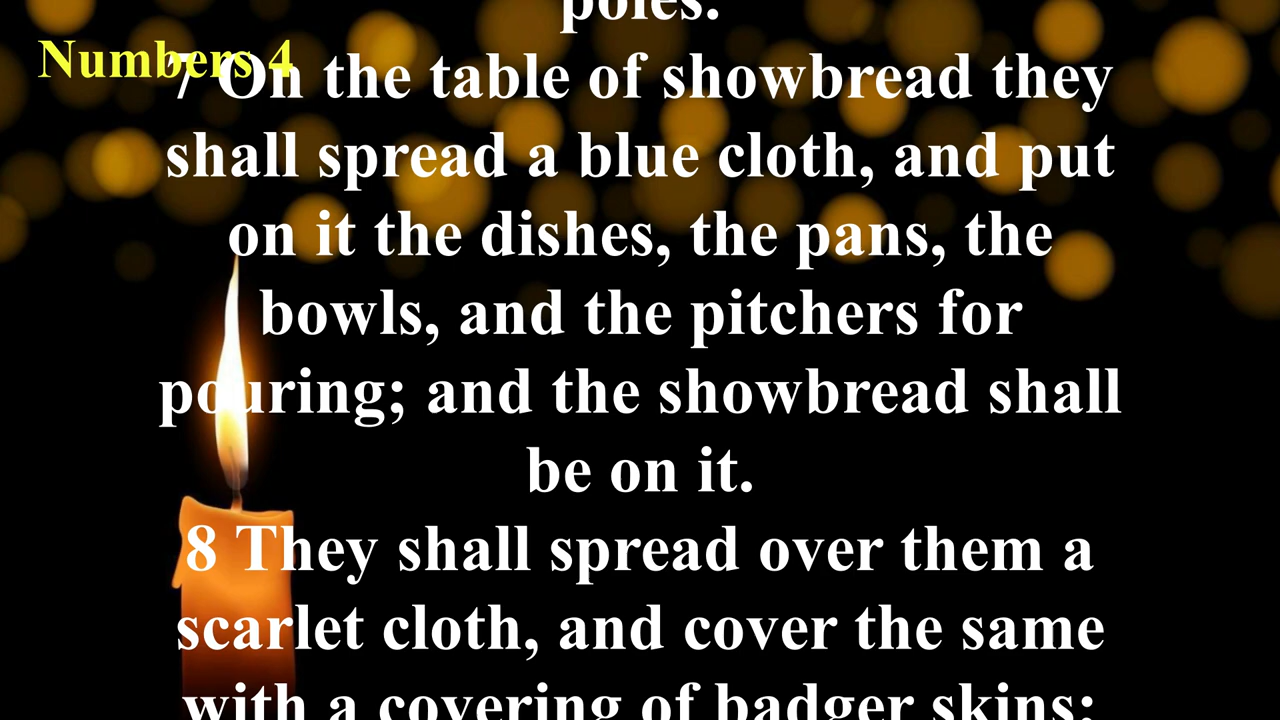 poles.
Numbers 4
7 On the table of showbread they
shall spread a blue cloth, and put
on it the dishes, the pans, the
bowls, and the pitchers for
pouring; and the showbread shall
be on it.
8 They shall spread over them a
scarlet cloth, and cover the same
with a covering of badger skins;